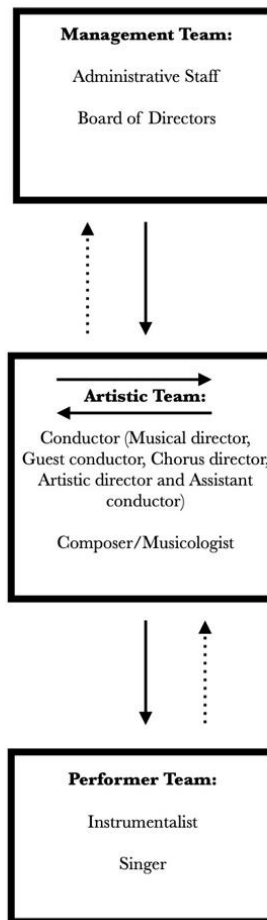 Management Team:
Administrative Staff
Board of Directors
Artistic Team:
Conductor (Musical director,
Guest conductor, Chorus director,
Artistic director and Assistant
conductor)
Composer/Musicologist
Performer Team:
Instrumentalist
Singer